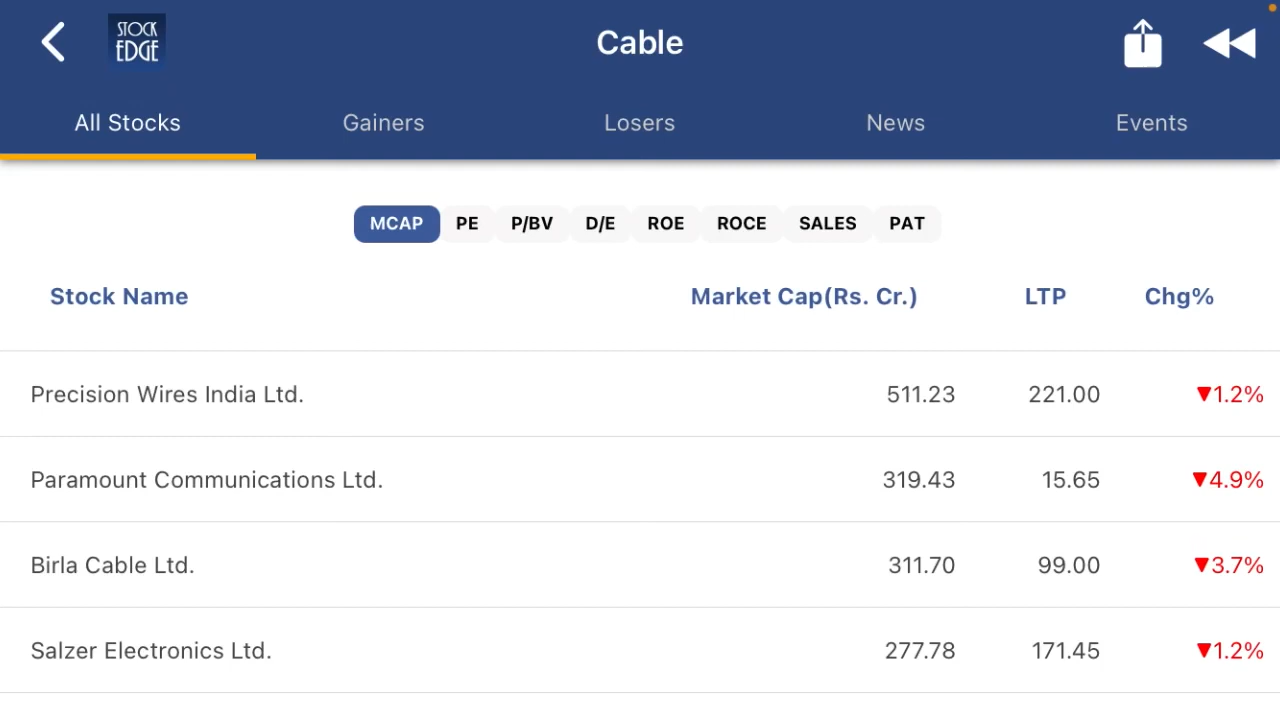 STOCK
EDGE
Cable
All Stocks Gainers Losers News Events
MCAP PE P/BV D/E ROE ROCE SALES PAT
Stock Name Market Cap(Rs. Cr.) LTP Chg%
Precision Wires India Ltd. 511.23 221.00 ▼1.2%
Paramount Communications Ltd. 319.43 15.65 ▼4.9%
Birla Cable Ltd. 311.70 99.00 ▼3.7%
Salzer Electronics Ltd. 277.78 171.45 ▼1.2%